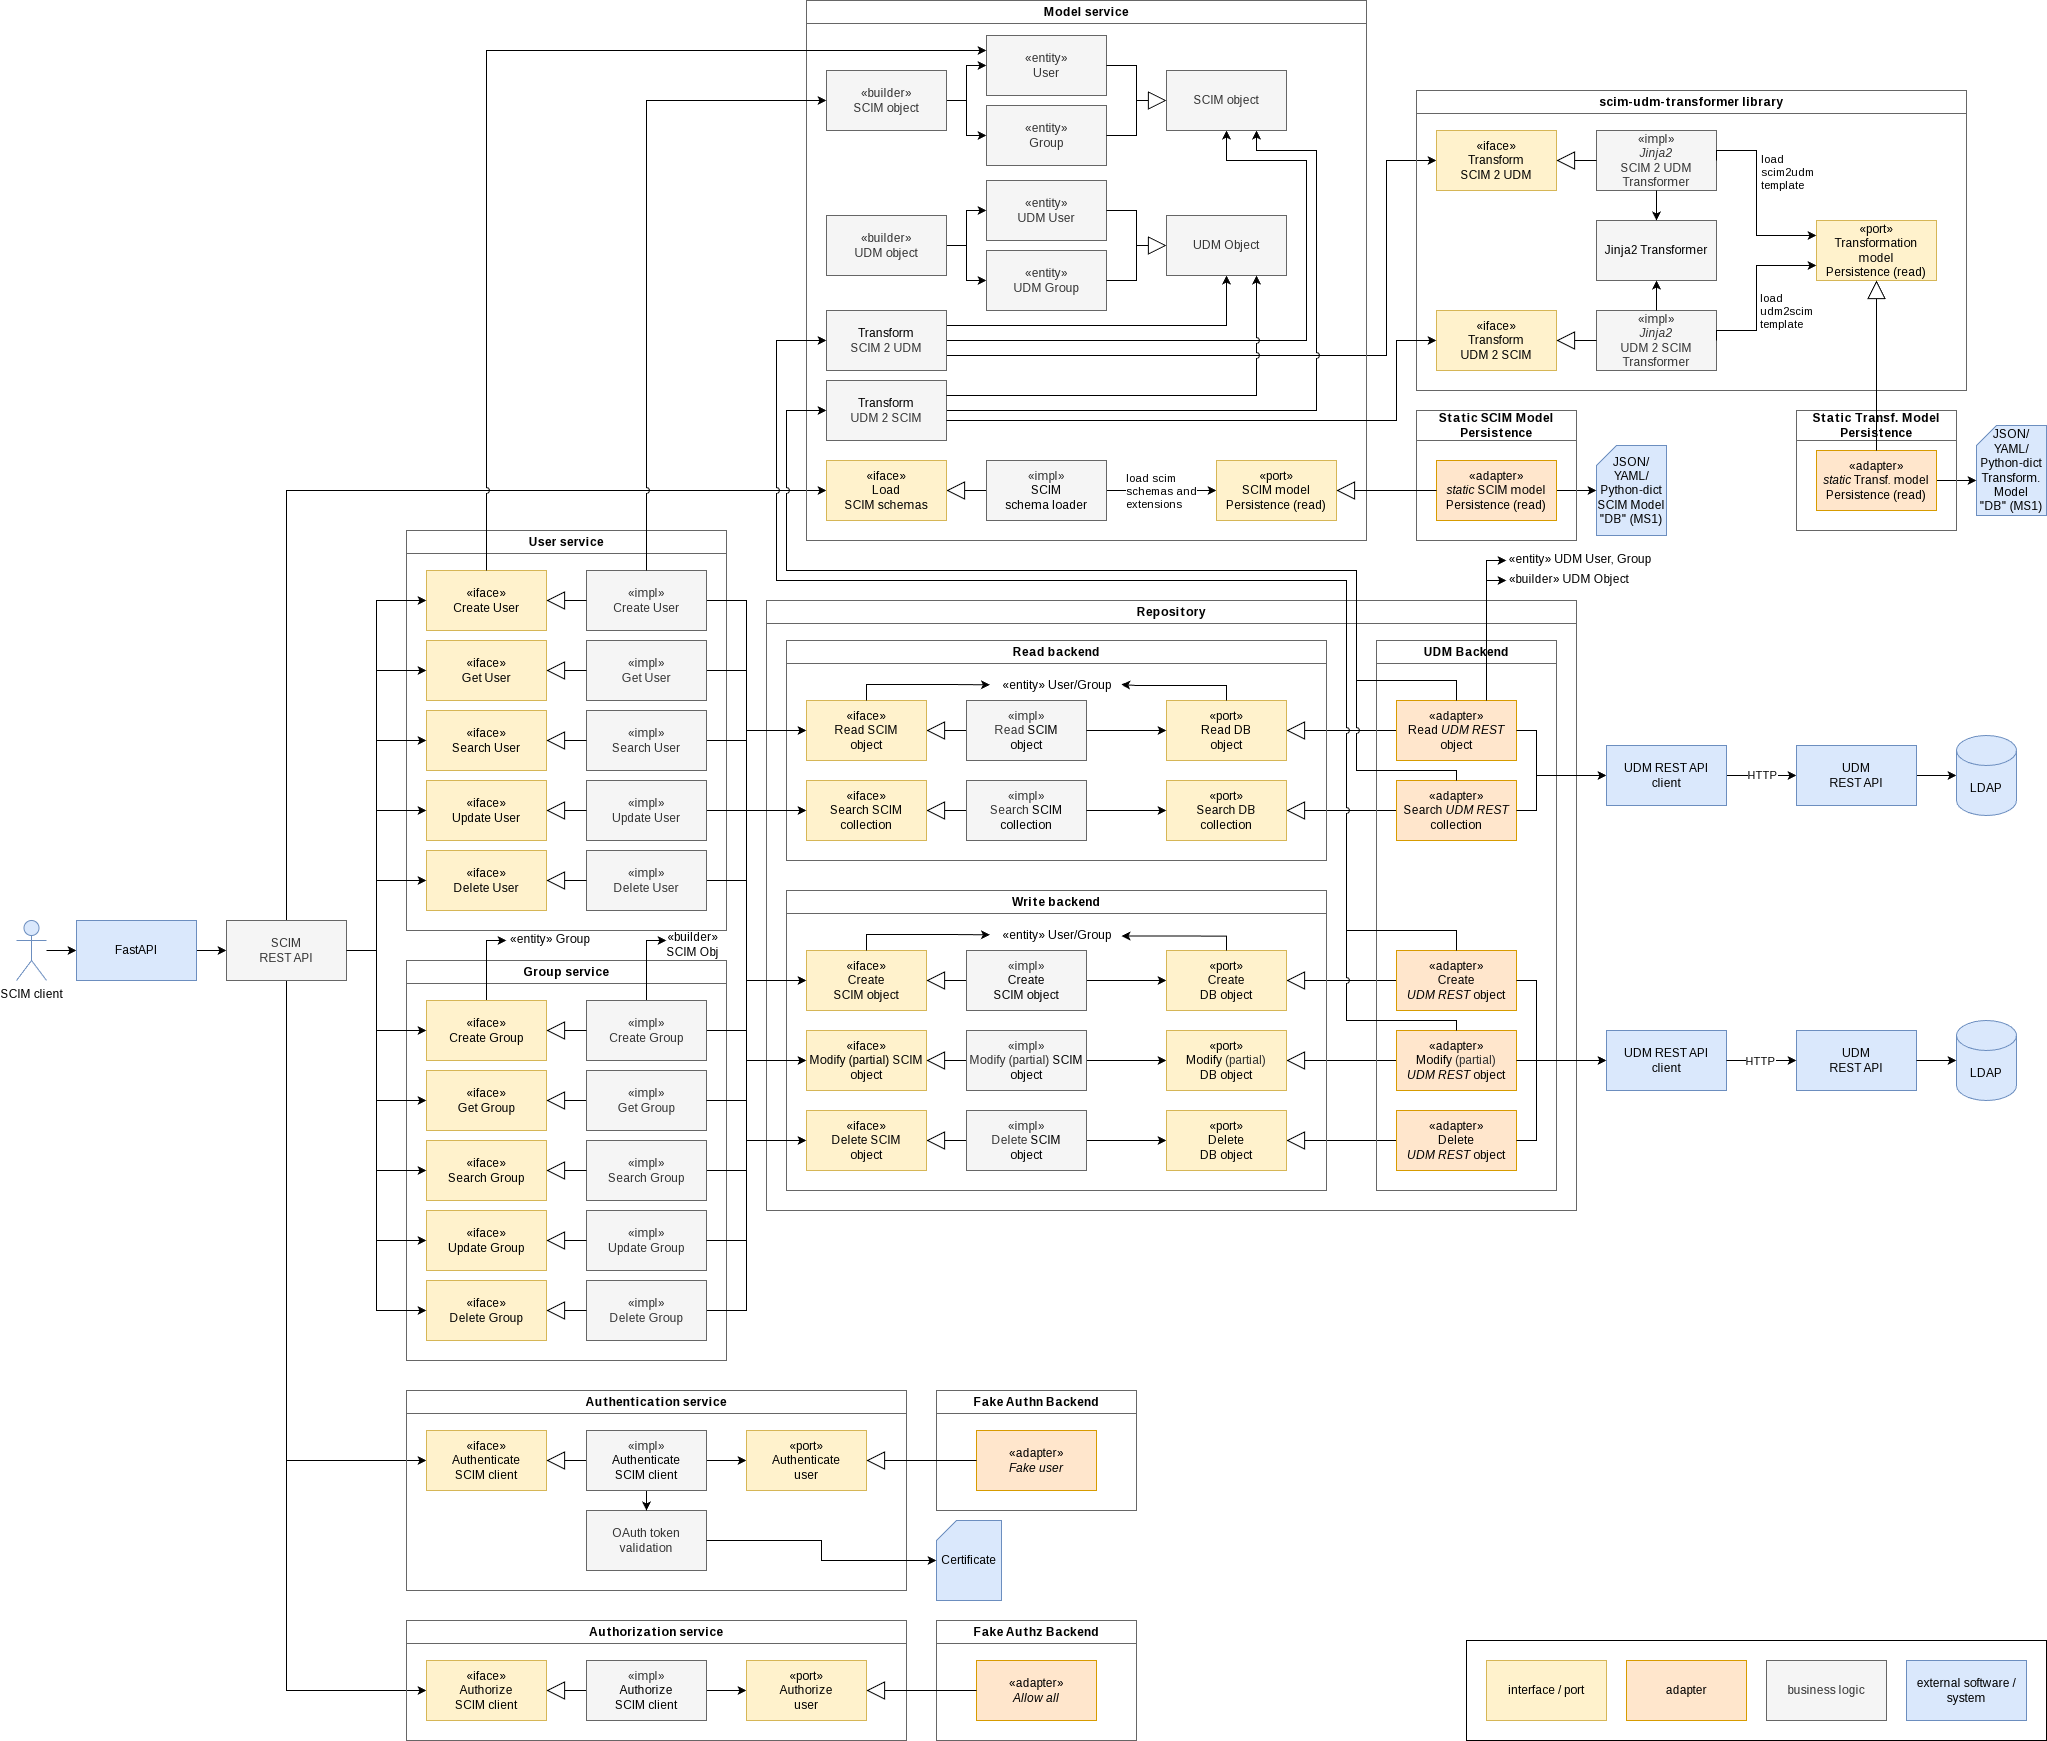 Model service
«entity»
User
«builder»
SCIM object
SCIM object
«entity»
Group
«entity»
UDM User
«builder»
UDM object
UDM Object
«entity»
UDM Group
Transform
SCIM 2 UDM
Transform
UDM 2 SCIM
«iface»
Load
SCIM schemas
«impl»
SCIM
schema loader
load scim
schemas and
extensions
«port»
SCIM model
Persistence (read)
scim-udm-transformer library
«iface»
Transform
SCIM 2 UDM
«impl»
Jinja2
SCIM 2 UDM
Transformer
load
scim2udm
template
Jinja2 Transformer
«port»
Transformation
model
Persistence (read)
«iface»
Transform
UDM 2 SCIM
«impl»
Jinja2
UDM 2 SCIM
Transformer
load
udm2scim
template
Static SCIM Model
Persistence
«adapter»
static SCIM model
Persistence (read)
JSON/
YAML/
Python-dict
SCIM Model
"DB" (MS1)
Static Transf. Model
Persistence
«adapter»
static Transf. model
Persistence (read)
JSON/
YAML/
Python-dict
Transform.
Model
"DB" (MS1)
User service
«iface»
Create User
«impl»
Create User
«iface»
Get User
«impl»
Get User
«iface»
Search User
«impl»
Search User
«iface»
Update User
«impl»
Update User
«iface»
Delete User
«impl»
Delete User
«entity» UDM User, Group
«builder» UDM Object
Repository
Read backend
«entity» User/Group
«iface»
Read SCIM
object
«impl»
Read SCIM
object
«port»
Read DB
object
«iface»
Search SCIM
collection
«impl»
Search SCIM
collection
«port»
Search DB
collection
UDM Backend
«adapter»
Read UDM REST
object
«adapter»
Search UDM REST
collection
UDM REST API
client
HTTP
UDM
REST API
LDAP
Write backend
«entity» User/Group
«iface»
Create
SCIM object
«impl»
Create
SCIM object
«port»
Create
DB object
«adapter»
Create
UDM REST object
«iface»
Modify (partial) SCIM
object
«impl»
Modify (partial) SCIM
object
«port»
Modify (partial)
DB object
«adapter»
Modify (partial)
UDM REST object
«iface»
Delete SCIM
object
«impl»
Delete SCIM
object
«port»
Delete
DB object
«adapter»
Delete
UDM REST object
UDM REST API
client
HTTP
UDM
REST API
LDAP
SCIM client
FastAPI
SCIM
REST API
«entity» Group
«builder»
SCIM Obj
Group service
«iface»
Create Group
«impl»
Create Group
«iface»
Get Group
«impl»
Get Group
«iface»
Search Group
«impl»
Search Group
«iface»
Update Group
«impl»
Update Group
«iface»
Delete Group
«impl»
Delete Group
Authentication service
«iface»
Authenticate
SCIM client
«impl»
Authenticate
SCIM client
«port»
Authenticate
user
OAuth token
validation
Fake Authn Backend
«adapter»
Fake user
Certificate
Authorization service
«iface»
Authorize
SCIM client
«impl»
Authorize
SCIM client
«port»
Authorize
user
Fake Authz Backend
«adapter»
Allow all
interface / port
adapter
business logic
external software /
system